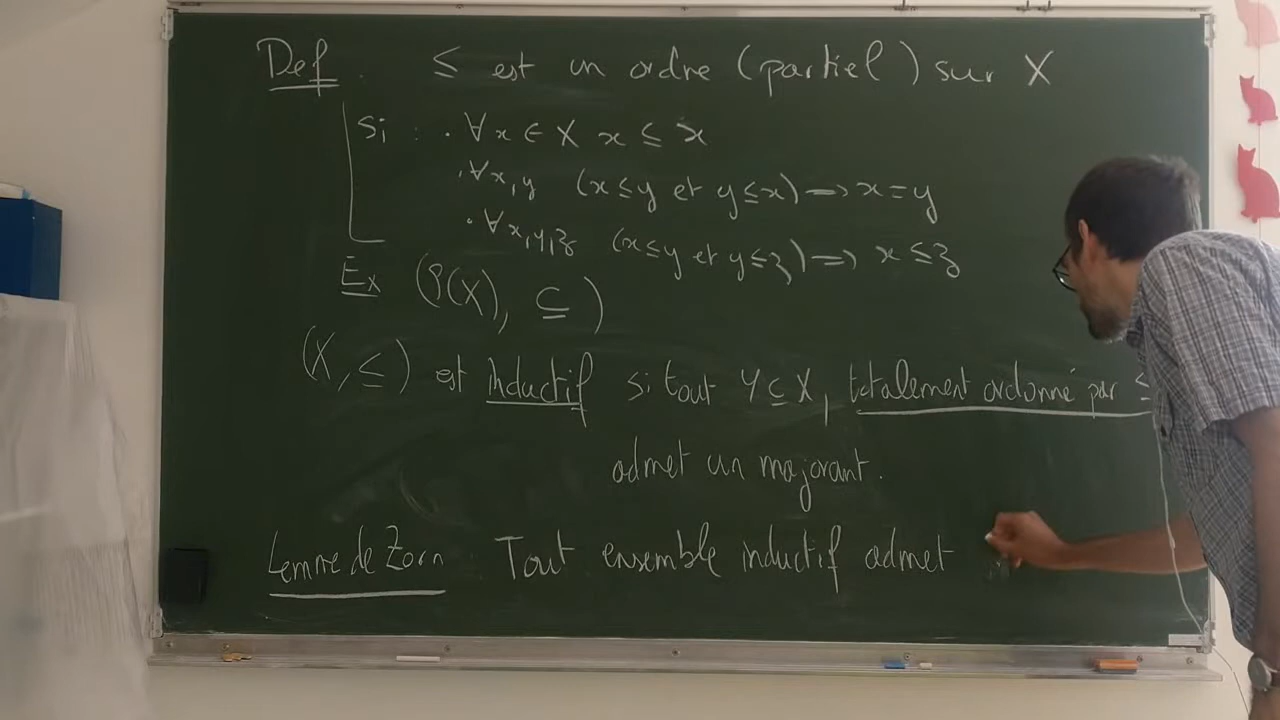 Def. ≤ est un ordre (partiel) sur X
si : . ∀x ∈ X x ≤ x
. ∀x,y (x≤y et y≤x) ⟹ x=y
. ∀x,y,z (x≤y et y≤z) ⟹ x≤z
Ex (P(X), ⊆)
(X, ≤) est inductif si tout Y⊆X, totalement ordonné par ≤
admet un majorant.
Lemme de Zorn Tout ensemble inductif admet